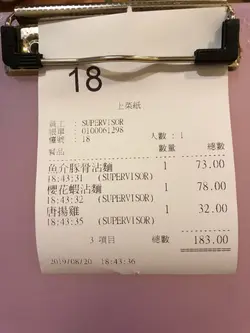 18
上菜紙
員工 : SUPERVISOR
賬單 : 0100061298
檯號 : 18 人數 : 1
食品 數量 總數
魚介豚骨沾麵 1 73.00
18:43:31 (SUPERVISOR)
櫻花蝦沾麵 1 78.00
18:43:32 (SUPERVISOR)
唐揚雞 1 32.00
18:43:35 (SUPERVISOR)
3 項目 總數 183.00
2019/08/20 18:43:36